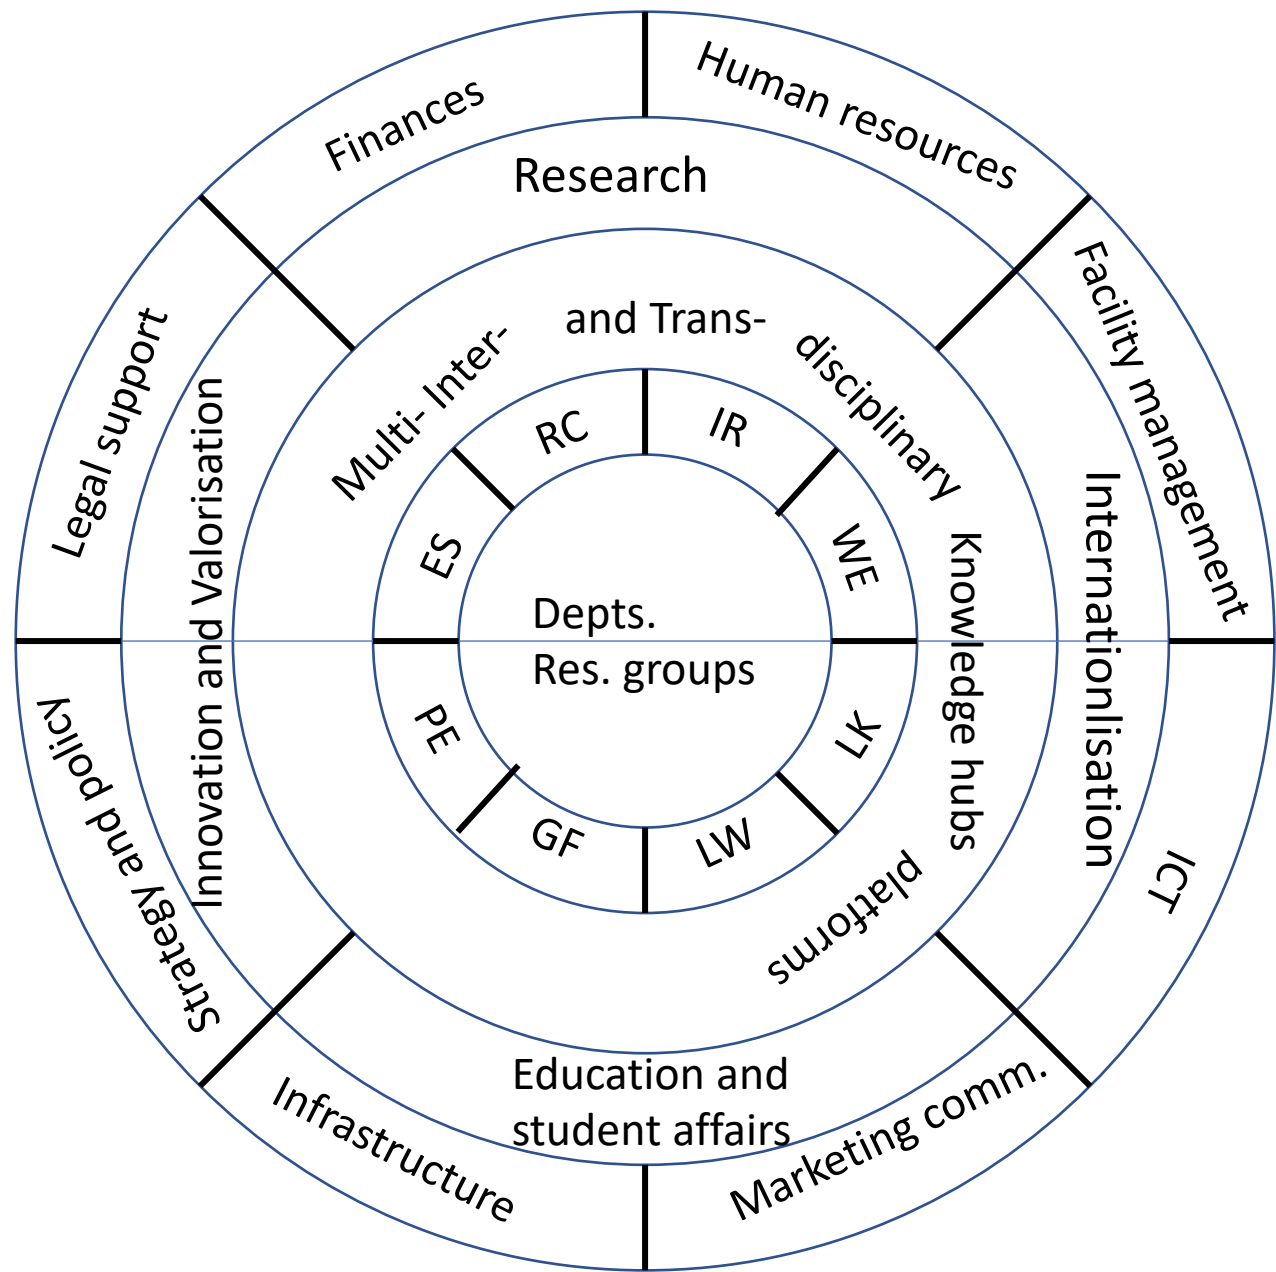 Finances
Human resources
Facility management
ICT
Marketing comm.
Infrastructure
Strategy and policy
Legal support
Research
Internationlisation
Education and
student affairs
Innovation and Valorisation
Multi- Inter-
and Trans-
disciplinary
Knowledge hubs
platforms
RC
IR
WE
LK
LW
GF
PE
ES
Depts.
Res. groups